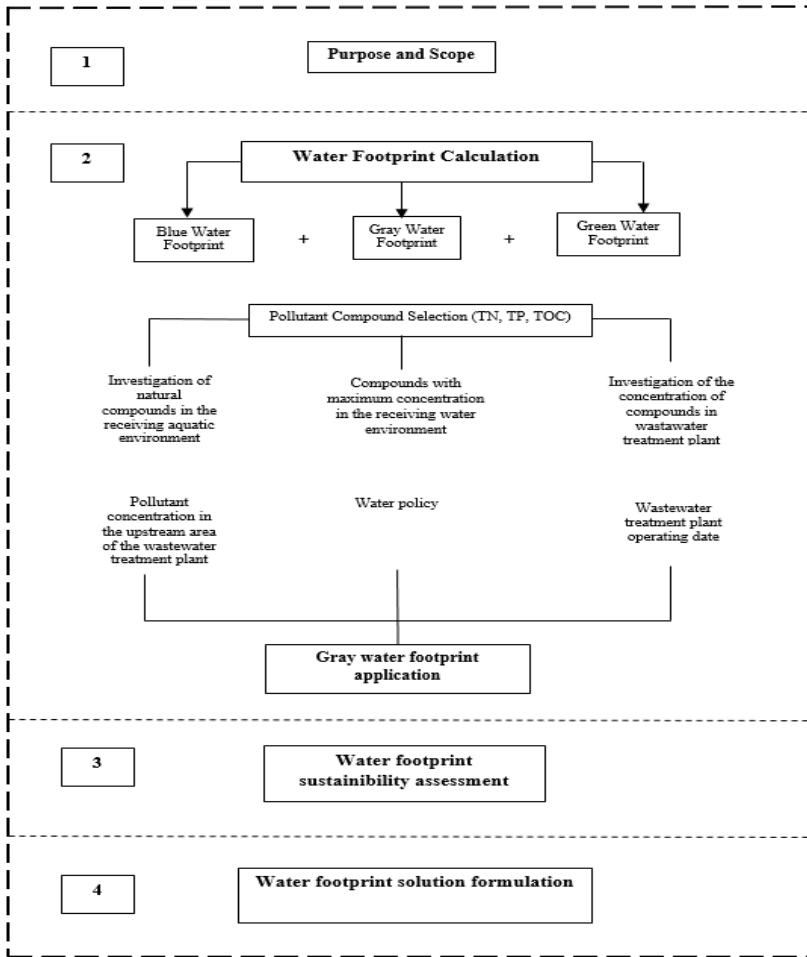 1
Purpose and Scope
2
Water Footprint Calculation
Blue Water
Footprint
+
Gray Water
Footprint
+
Green Water
Footprint
Pollutant Compound Selection (TN, TP, TOC)
Investigation of
natural
compounds in the
receiving aquatic
environment
Compounds with
maximum concentration
in the receiving water
environment
Investigation of the
concentration of
compounds in
wastawater
treatment plant
Pollutant
concentration in
the upstream area
of the wastewater
treatment plant
Water policy
Wastewater
treatment plant
operating date
Gray water footprint
application
3
Water footprint
sustainibility assessment
4
Water footprint solution formulation